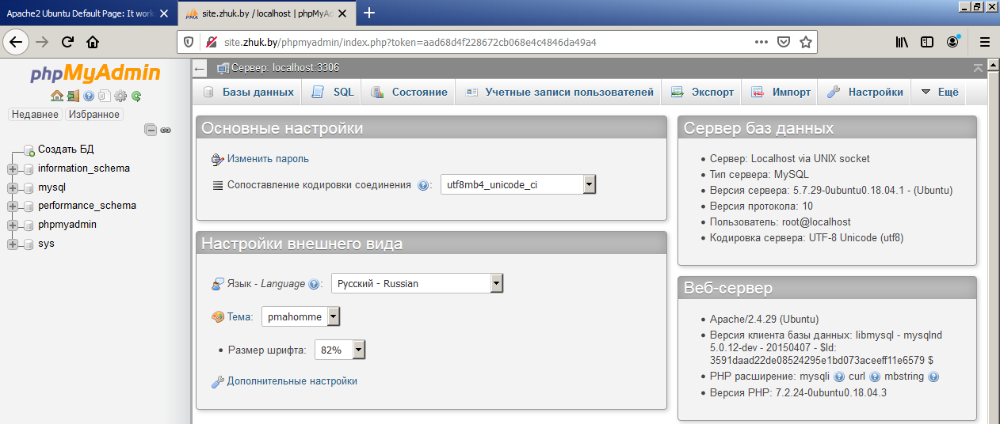 Apache2 Ubuntu Default Page: It work
site.zhuk.by / localhost | phpMyAd
site.zhuk.by/phpmyadmin/index.php?token=aad68d4f228672cb068e4c4846da49a4
phpMyAdmin
Недавнее Избранное
Создать БД
information_schema
mysql
performance_schema
phpmyadmin
sys
Сервер: localhost:3306
Базы данных SQL Состояние Учетные записи пользователей Экспорт Импорт Настройки Ещё
Основные настройки
Изменить пароль
Сопоставление кодировки соединения : utf8mb4_unicode_ci
Настройки внешнего вида
Язык - Language : Русский - Russian
Тема: pmahomme
• Размер шрифта: 82%
Дополнительные настройки
Сервер баз данных
• Сервер: Localhost via UNIX socket
• Тип сервера: MySQL
• Версия сервера: 5.7.29-0ubuntu0.18.04.1 - (Ubuntu)
• Версия протокола: 10
• Пользователь: root@localhost
• Кодировка сервера: UTF-8 Unicode (utf8)
Веб-сервер
• Apache/2.4.29 (Ubuntu)
• Версия клиента базы данных: libmysql - mysqlnd
5.0.12-dev - 20150407 - $Id:
3591daad22de08524295e1bd073aceeff11e6579 $
• PHP расширение: mysqli curl mbstring
• Версия PHP: 7.2.24-0ubuntu0.18.04.3